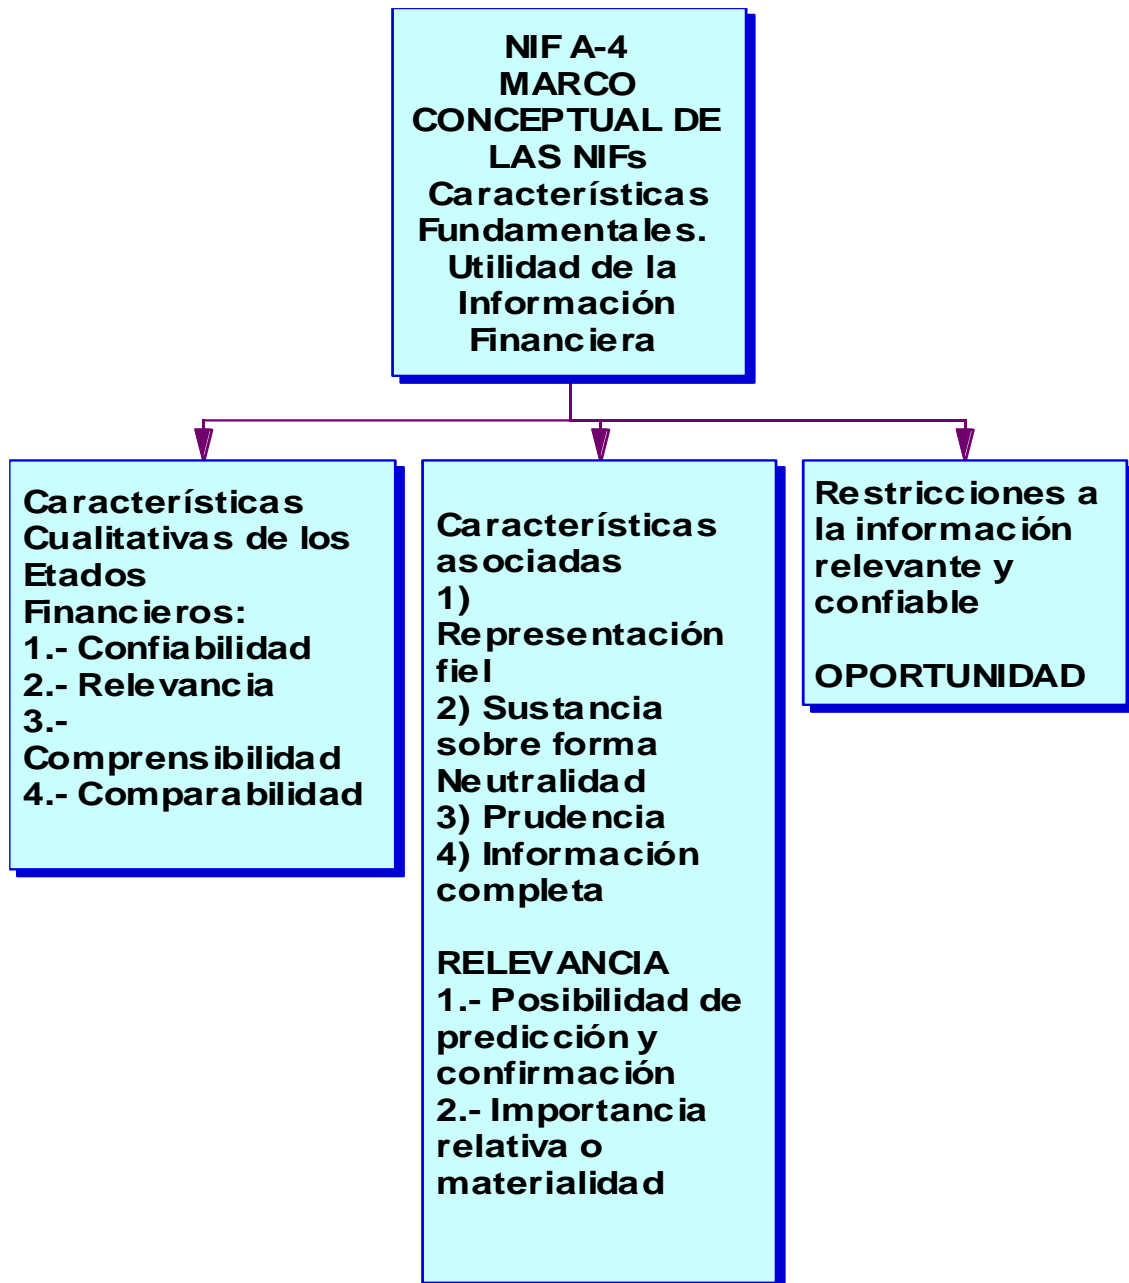 NIF A-4
MARCO
CONCEPTUAL DE
LAS NIFs
Características
Fundamentales.
Utilidad de la
Información
Financiera
Características
Cualitativas de los
Etados
Financieros:
1.- Confiabilidad
2.- Relevancia
3.-
Comprensibilidad
4.- Comparabilidad
Características
asociadas
1)
Representación
fiel
2) Sustancia
sobre forma
Neutralidad
3) Prudencia
4) Información
completa
RELEVANCIA
1.- Posibilidad de
predicción y
confirmación
2.- Importancia
relativa o
materialidad
Restricciones a
la información
relevante y
confiable
OPORTUNIDAD